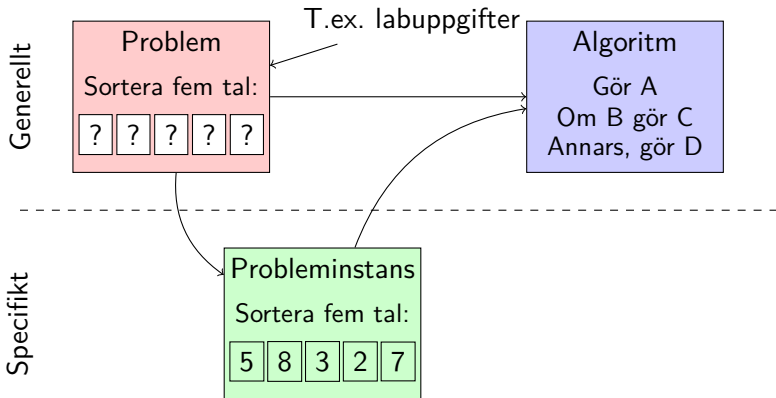 T.ex. labuppgifter
Generellt
Problem
Sortera fem tal:
? ? ? ? ?
Algoritm
Gör A
Om B gör C
Annars, gör D
Specifikt
Probleminstans
Sortera fem tal:
5 8 3 2 7